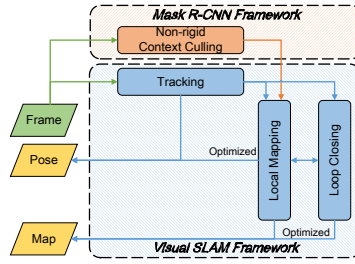 Mask R-CNN Framework
Non-rigid
Context Culling
Tracking
Frame
Local Mapping
Loop Closing
Optimized
Pose
Optimized
Map
Visual SLAM Framework